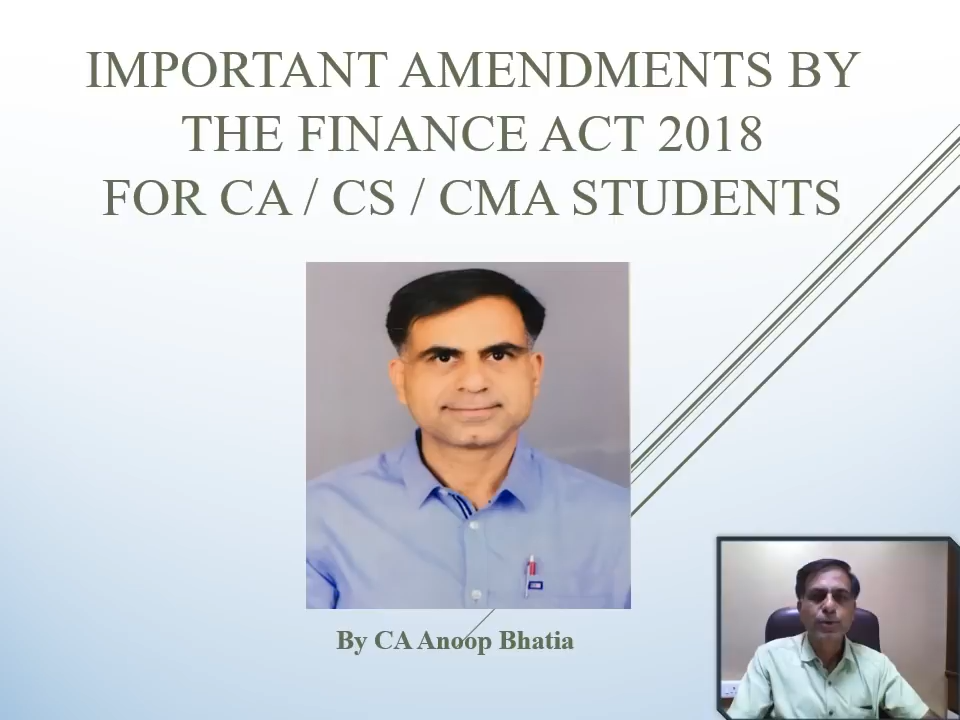 IMPORTANT AMENDMENTS BY
THE FINANCE ACT 2018
FOR CA / CS / CMA STUDENTS
By CA Anoop Bhatia